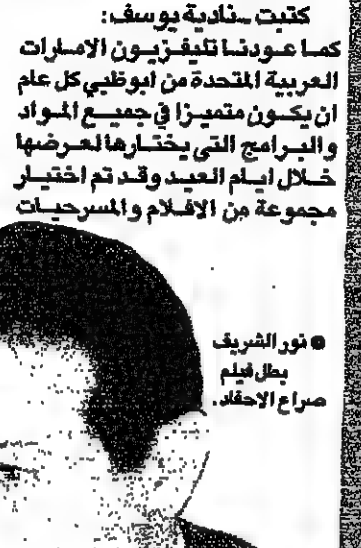 كتبت ــ نادية يوسف:
كما عودنا تليفزيون الامارات
العربية المتحدة من ابوظبي كل عام
ان يكون متميزا في جميع المواد
والبرامج التي يختارها لعرضها
خلال ايام العيد وقد تم اختيار
مجموعة من الافلام والمسرحيات
● نور الشريف
بطل فيلم
صراع الاحفاد.